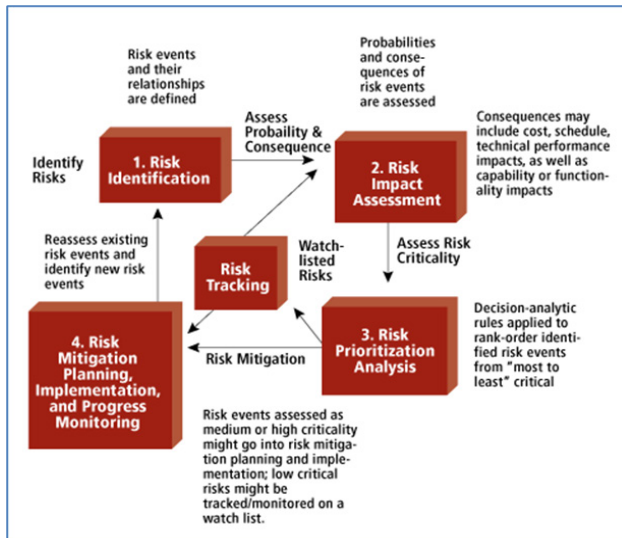 Risk events
and their
relationships
are defined
Probabilities
and conse-
quences of
risk events
are assessed
Assess
Probaility &
Consequence
Identify
Risks
1. Risk
Identification
2. Risk
Impact
Assessment
Consequences may
include cost, schedule,
technical performance
impacts, as well as
capability or function-
ality impacts
Reassess existing
risk events and
identify new risk
events
Risk
Tracking
Watch-
listed
Risks
Assess Risk
Criticality
4. Risk
Mitigation
Planning,
Implementation,
and Progress
Monitoring
Risk Mitigation
3. Risk
Prioritization
Analysis
Decision-analytic
rules applied to
rank-order identi-
fied risk events
from "most to
least" critical
Risk events assessed as
medium or high criticality
might go into risk mitiga-
tion planning and imple-
mentation; low critical
risks might be
tracked/monitored on a
watch list.